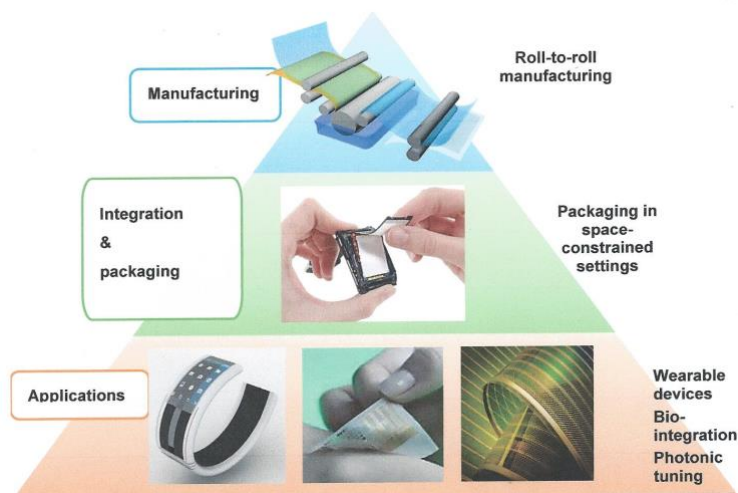 Roll-to-roll
manufacturing
Manufacturing
Integration
&
packaging
Packaging in
space-
constrained
settings
Applications
Wearable
devices
Bio-
integration
Photonic
tuning